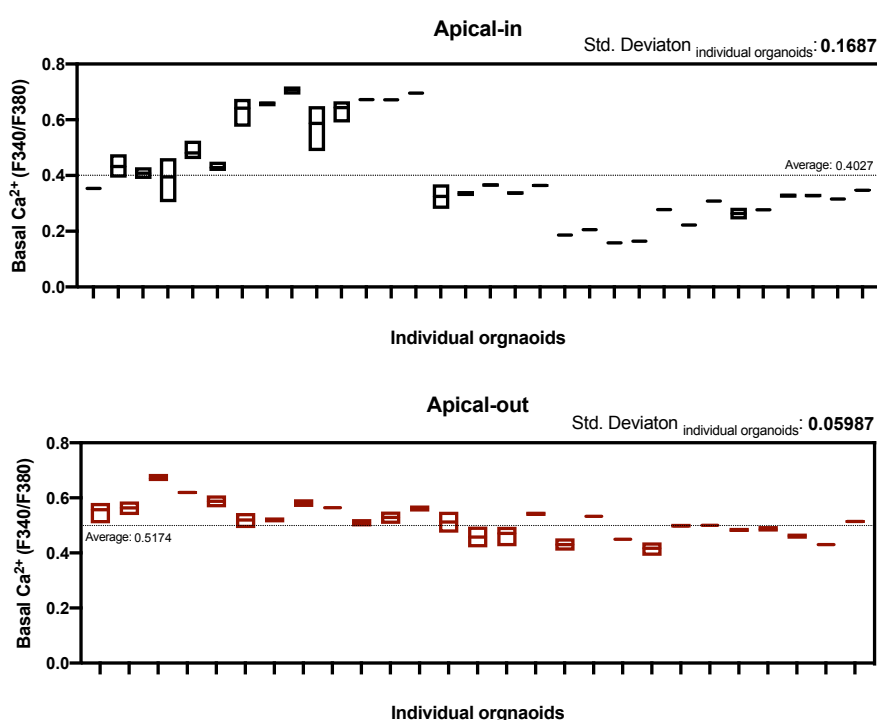 Apical-in
Std. Deviaton individual organoids: 0.1687
0.8
0.6
0.4
0.2
0.0
Basal Ca²⁺ (F340/F380)
Average: 0.4027
Individual orgnaoids
Apical-out
Std. Deviaton individual organoids: 0.05987
0.8
0.6
0.4
0.2
0.0
Basal Ca²⁺ (F340/F380)
Average: 0.5174
Individual orgnaoids